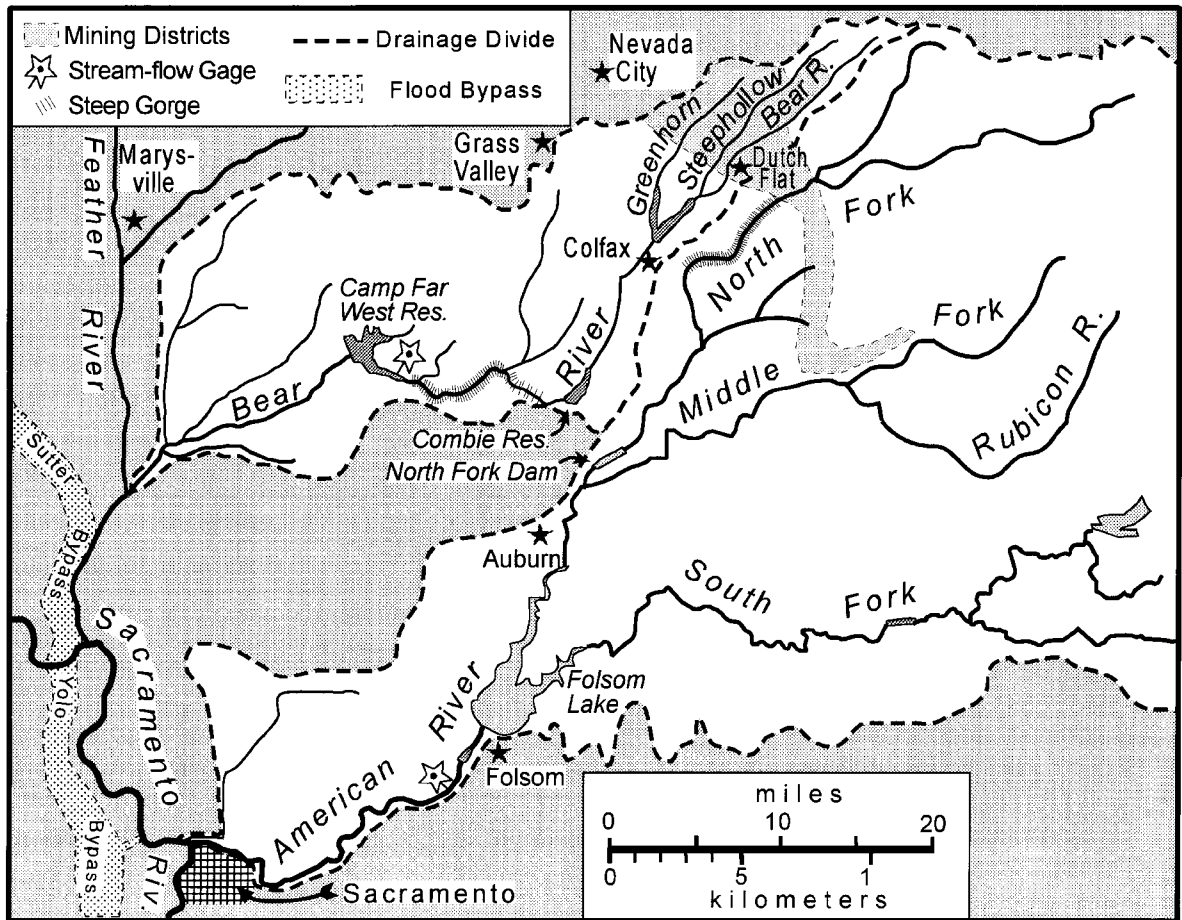 Mining Districts
Stream-flow Gage
Steep Gorge
Drainage Divide
Flood Bypass
Nevada
City
Grass
Valley
Greenhorn
Steephollow
Bear R.
Dutch
Flat
Feather River
Marys-
ville
Colfax
North
Fork
Camp Far
West Res.
Bear
River
Combie Res.
North Fork Dam
Middle
Fork
Rubicon R.
Sutter
Bypass
Auburn
South
Fork
Sacramento
Riv.
Yolo
Bypass
Folsom
Lake
American
River
Folsom
Sacramento
miles
0 10 20
0 5 1
kilometers